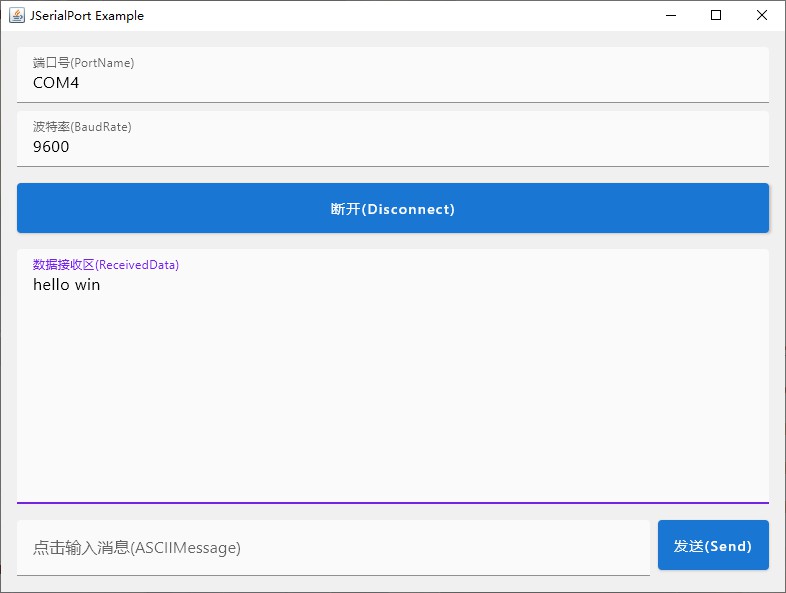 JSerialPort Example
端口号(PortName)
COM4
波特率(BaudRate)
9600
断开(Disconnect)
数据接收区(ReceivedData)
hello win
点击输入消息(ASCIIMessage)
发送(Send)